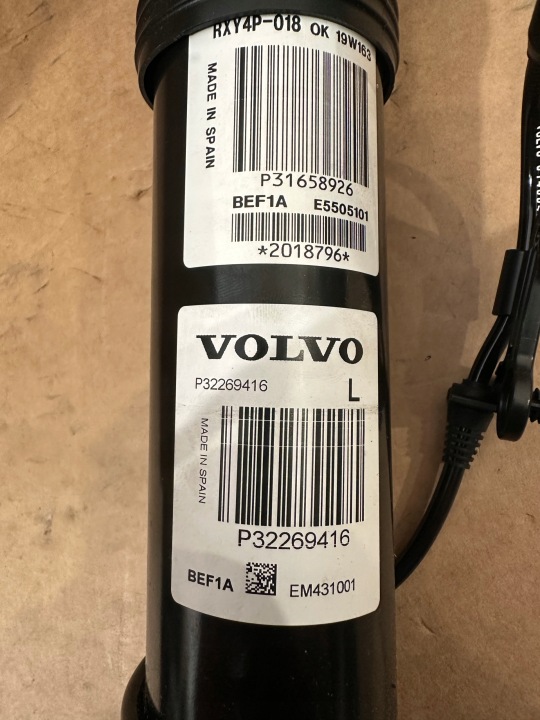 RXY4P-018 OK 19W163
MADE IN SPAIN
P31658926
BEF1A E5505101
*2018796*
VOLVO
P32269416 L
MADE IN SPAIN
P32269416
BEF1A EM431001